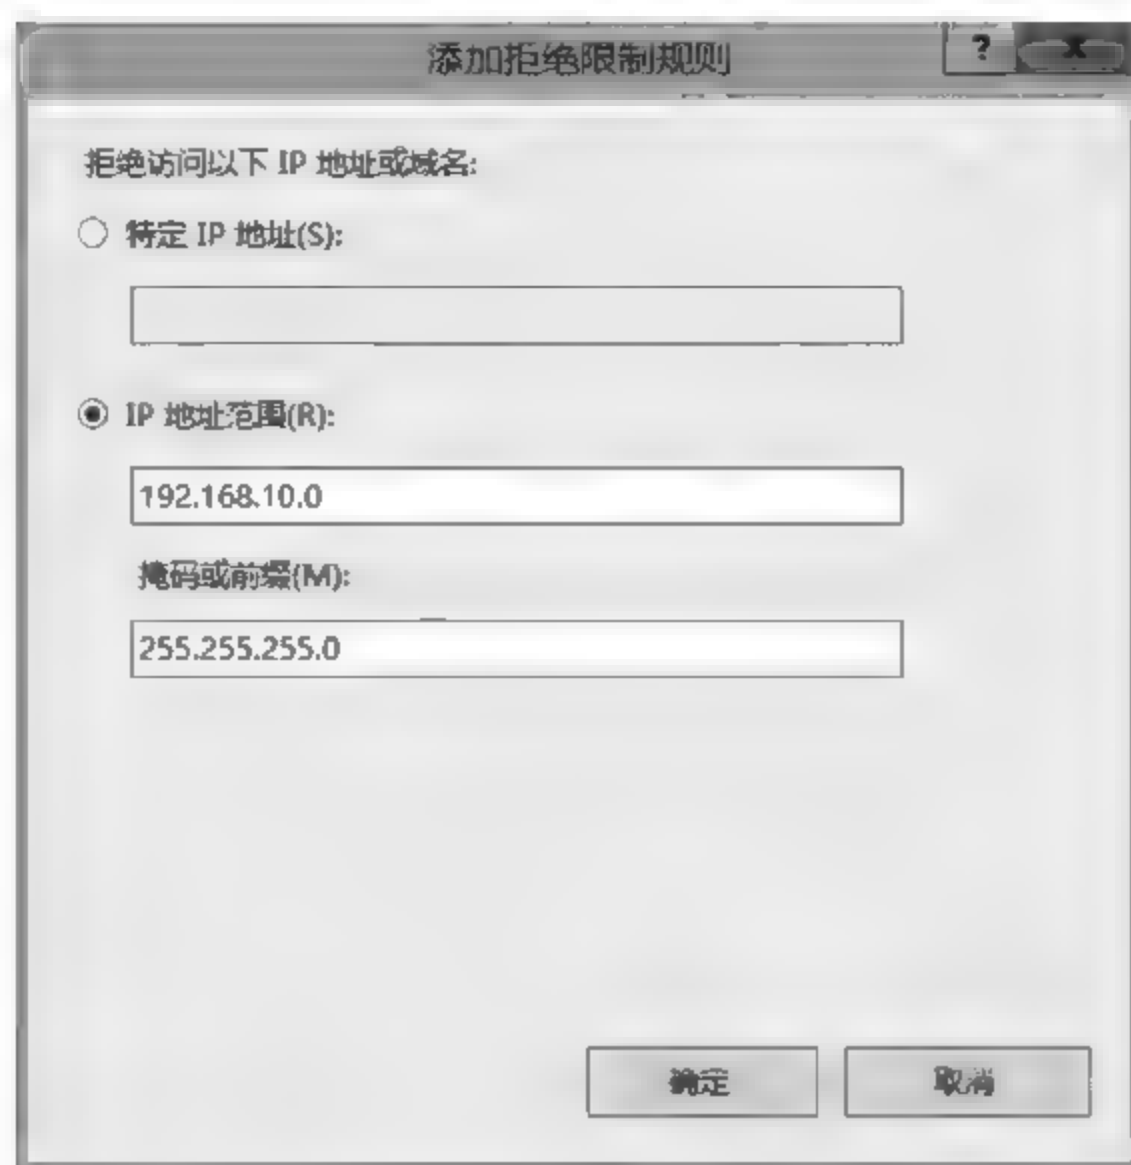 添加拒绝限制规则
?
x
拒绝访问以下 IP 地址或域名:
特定 IP 地址(S):
IP 地址范围(R):
192.168.10.0
掩码或前缀(M):
255.255.255.0
确定
取消